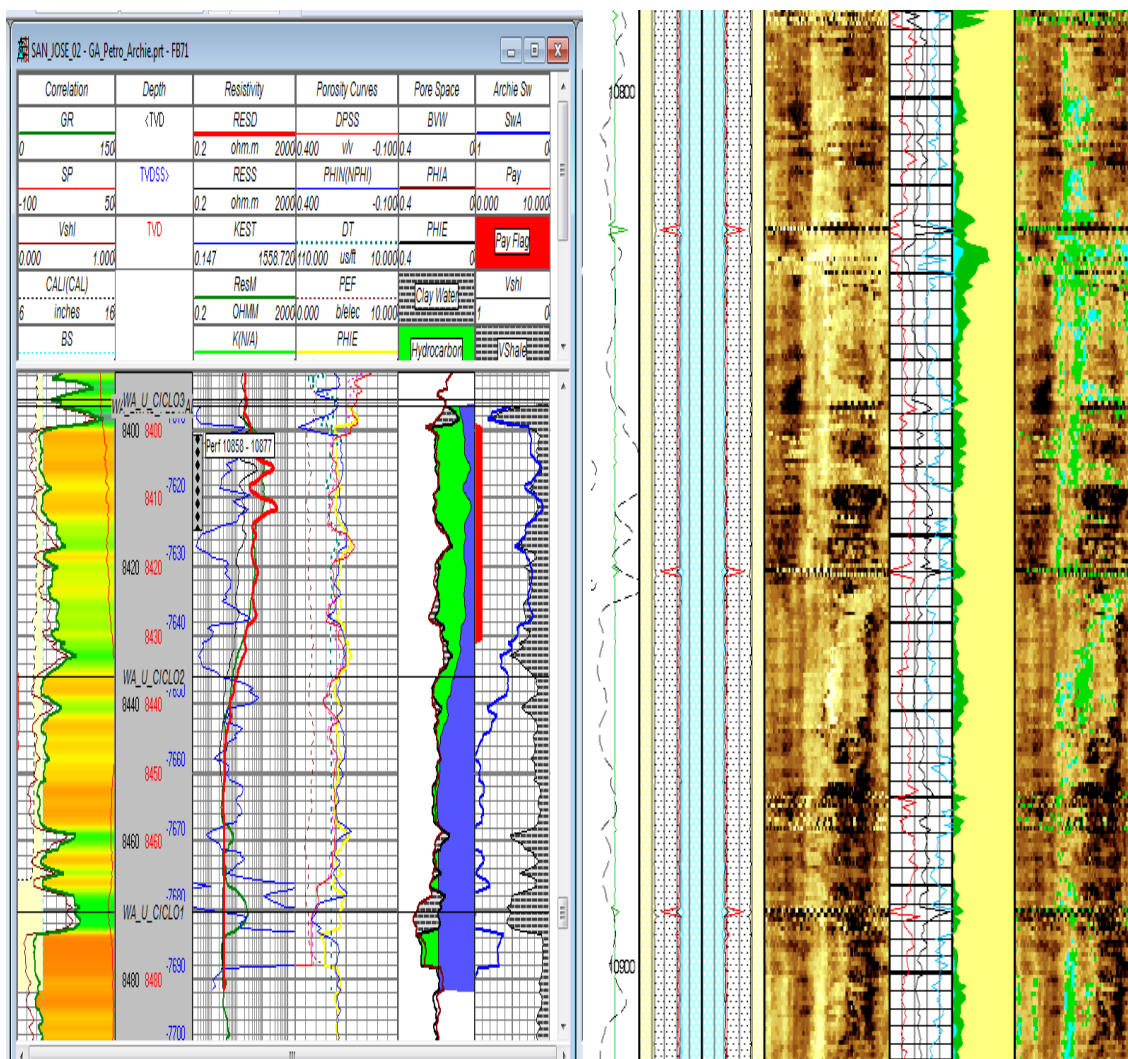 SAN_JOSE_02 - GA_Petro_Archie.prt - FB71
Correlation Depth Resistivity Porosity Curves Pore Space Archie Sw
GR <TVD RESD DPSS BVW SwA
0 150 0.2 ohm.m 2000 0.400 v/v -0.100 0.4 0 1 0
SP TVDSS> RESS PHIN(NPHI) PHIA Pay
-100 50 0.2 ohm.m 2000 0.400 -0.100 0.4 0 0.000 10.000
Vshl TVD KEST DT PHIE Pay Flag
0.000 1.000 0.147 1558.720 110.000 us/ft 10.000 0.4 0
CALI(CAL) ResM PEF Clay Water Vshl
6 inches 16 0.2 OHMM 2000 0.000 b/elec 10.000 1 0
BS K(N/A) PHIE Hydrocarbon VShale
WA_U_CICLO3
8400 8400
Perf 10858 - 10877
-7620
8410
-7630
8420 8420
-7640
8430
WA_U_CICLO2
8440 8440
-7660
8450
-7670
8460 8460
WA_U_CICLO1
-7690
8480 8480
-7700
10800
10900